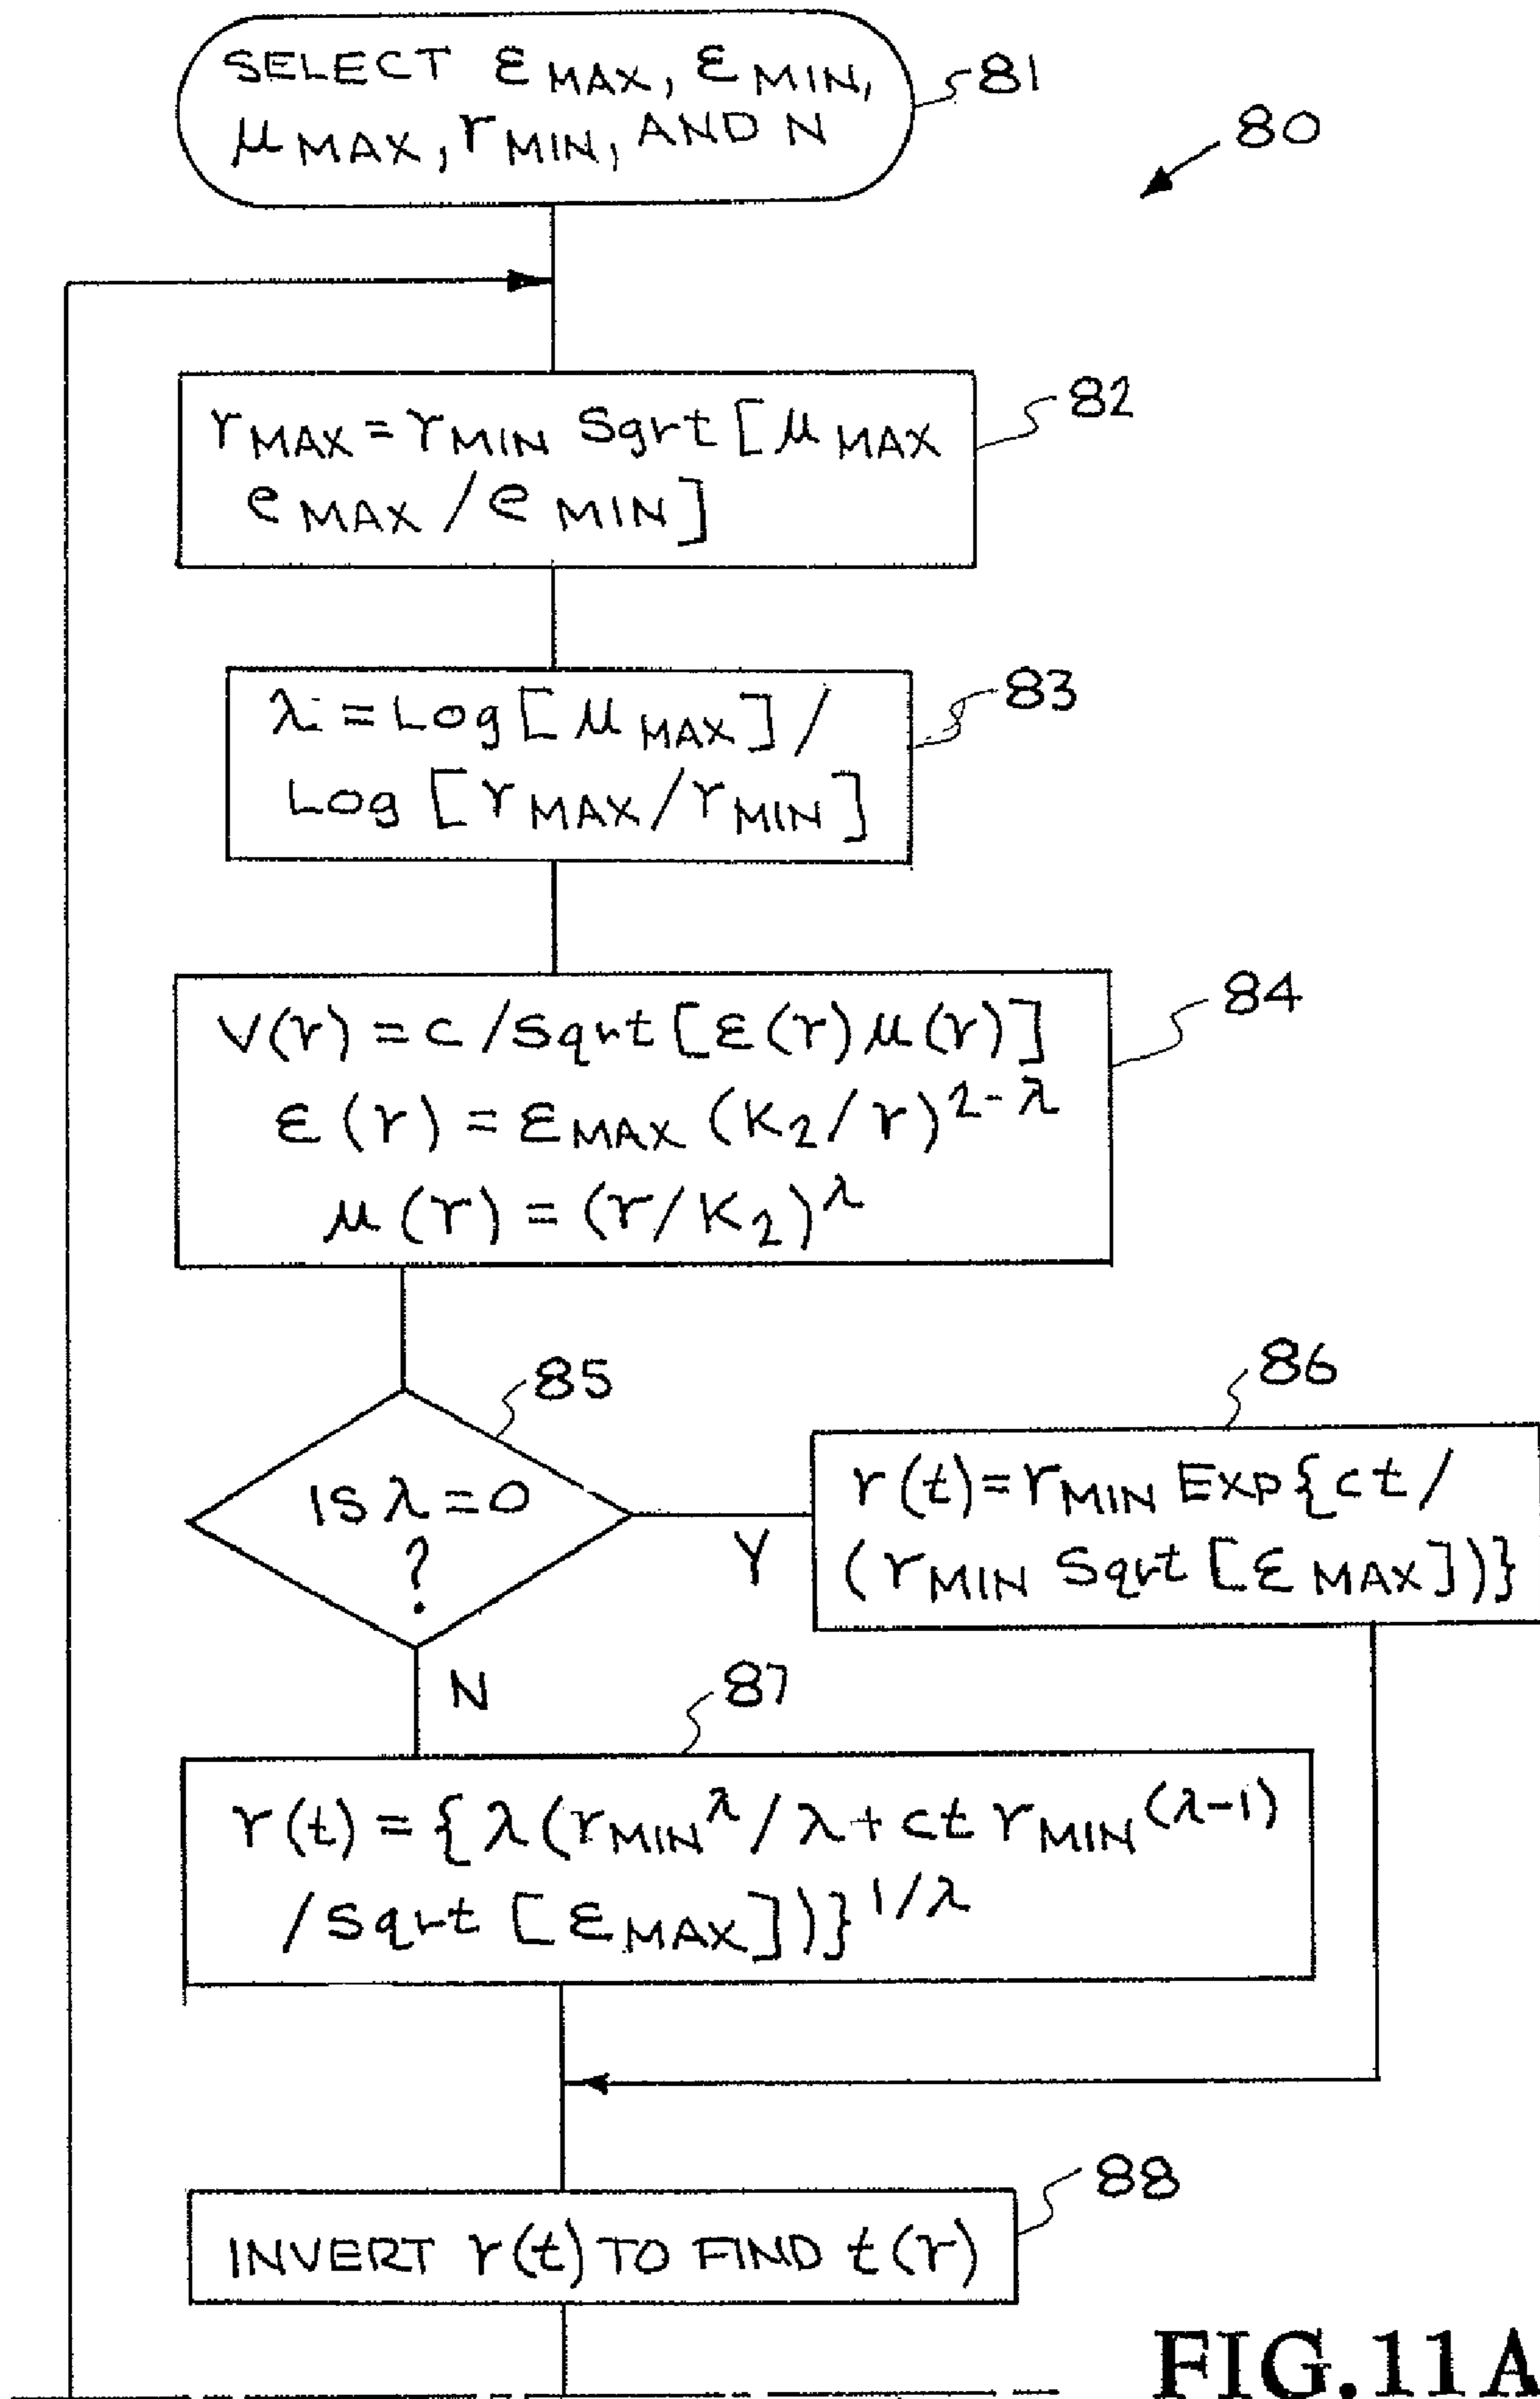 SELECT ε MAX, ε MIN,
μ MAX, r MIN, AND N
81
80
r MAX = r MIN Sgrt [μ MAX
e MAX / e MIN]
82
λ = Log [μ MAX] /
Log [r MAX / r MIN]
83
V(r) = c / Sqrt [ε(r) μ(r)]
ε(r) = ε MAX (K₂/r)²⁻λ
μ(r) = (r/K₂)^λ
84
85
IS λ = 0
?
Y
N
86
r(t) = r MIN EXP {ct /
(r MIN Sqrt [ε MAX])}
87
r(t) = {λ (r MIN^λ / λ + ct r MIN^(λ-1)
/ Sqrt [ε MAX])}^1/λ
88
INVERT r(t) TO FIND t(r)
FIG.11A